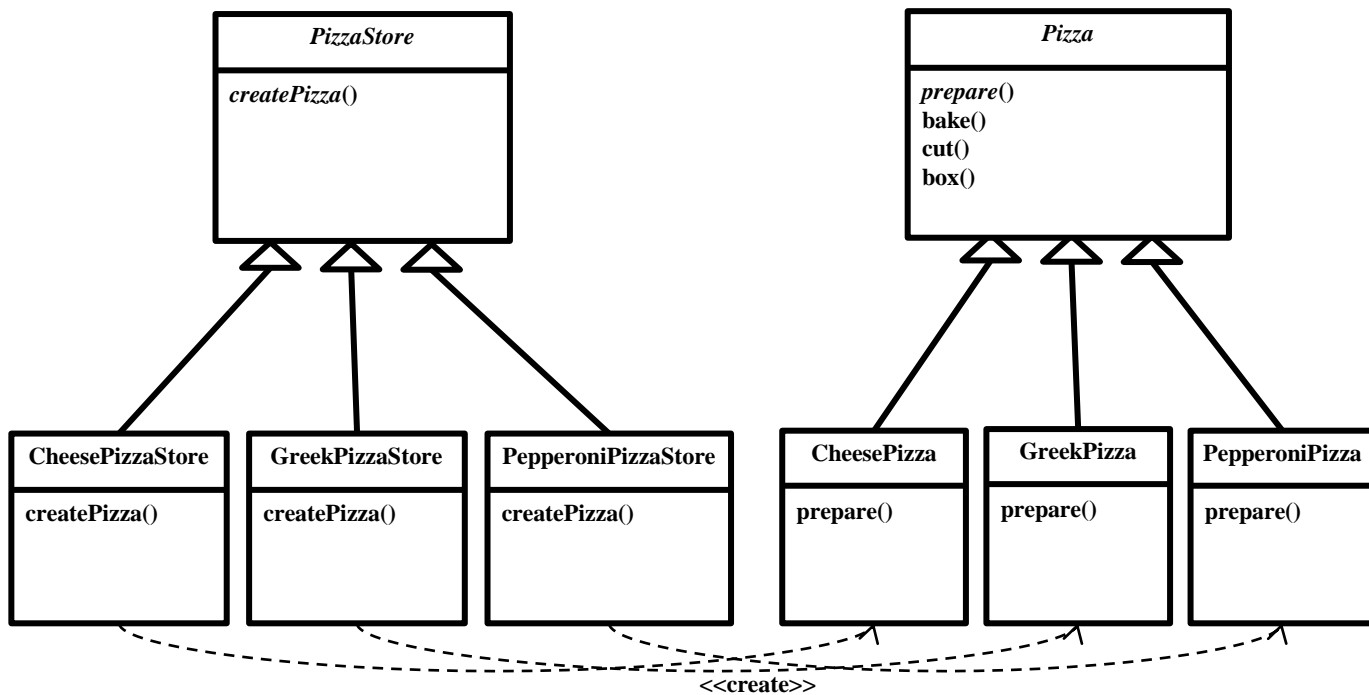 PizzaStore
createPizza()
Pizza
prepare()
bake()
cut()
box()
CheesePizzaStore
createPizza()
GreekPizzaStore
createPizza()
PepperoniPizzaStore
createPizza()
CheesePizza
prepare()
GreekPizza
prepare()
PepperoniPizza
prepare()
<<create>>